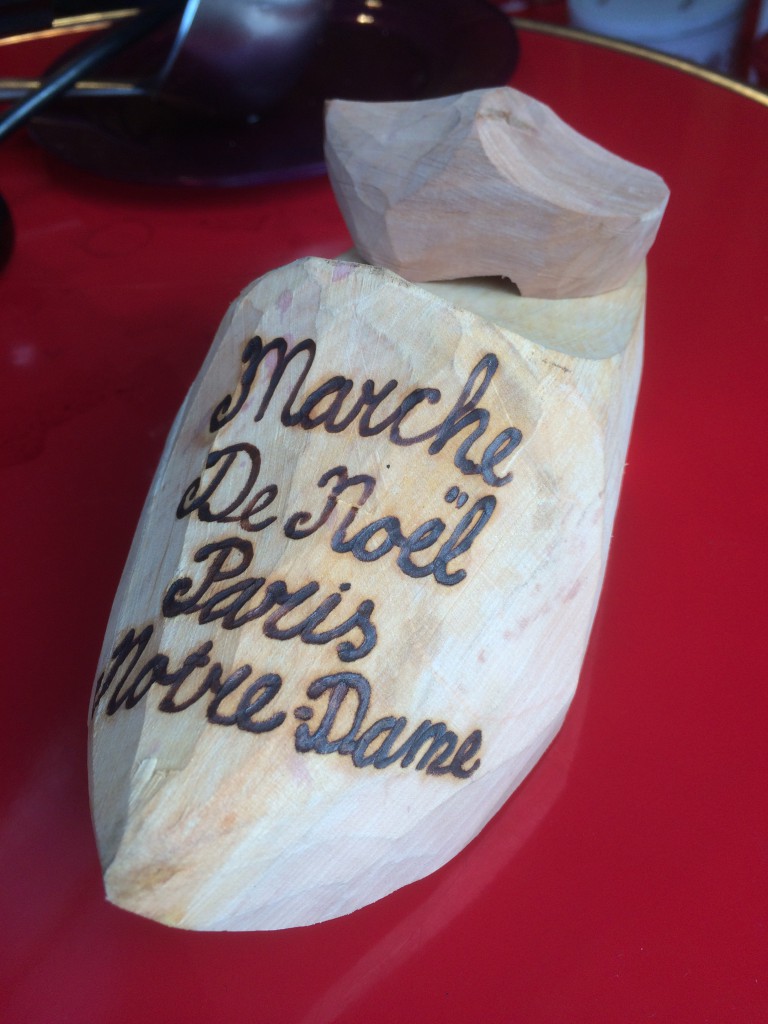 Marche
De Noël
Paris
Notre-Dame